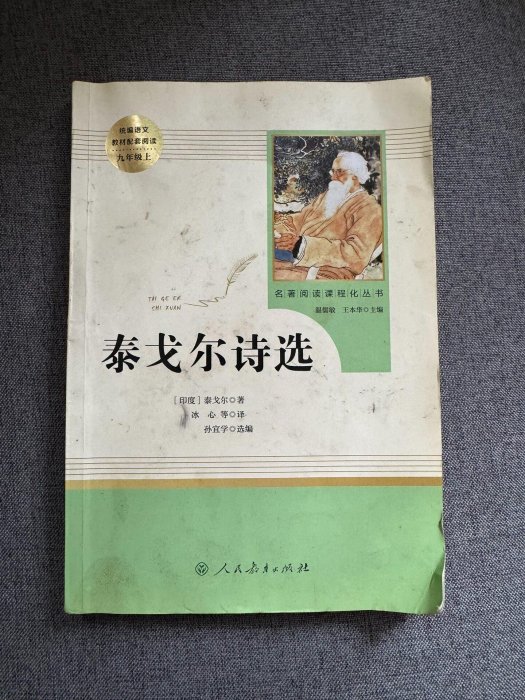 统编语文
教材配套阅读
九年级上
名著阅读课程化丛书
温儒敏 王本华◎主编
TAI GE ER
SHI XUAN
泰戈尔诗选
［印度］泰戈尔◎著
冰 心 等◎译
孙宜学◎选编
人民教育出版社